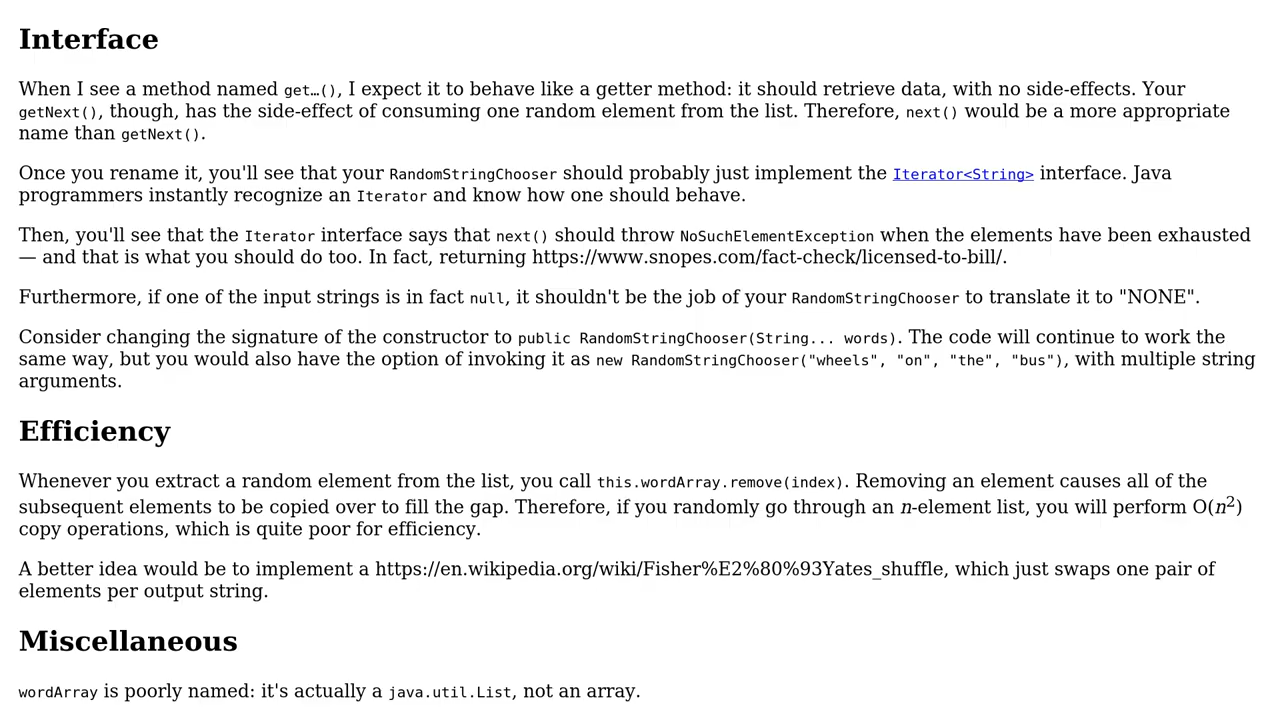 Interface
When I see a method named get…(), I expect it to behave like a getter method: it should retrieve data, with no side-effects. Your
getNext(), though, has the side-effect of consuming one random element from the list. Therefore, next() would be a more appropriate
name than getNext().
Once you rename it, you'll see that your RandomStringChooser should probably just implement the Iterator<String> interface. Java
programmers instantly recognize an Iterator and know how one should behave.
Then, you'll see that the Iterator interface says that next() should throw NoSuchElementException when the elements have been exhausted
— and that is what you should do too. In fact, returning https://www.snopes.com/fact-check/licensed-to-bill/.
Furthermore, if one of the input strings is in fact null, it shouldn't be the job of your RandomStringChooser to translate it to "NONE".
Consider changing the signature of the constructor to public RandomStringChooser(String... words). The code will continue to work the
same way, but you would also have the option of invoking it as new RandomStringChooser("wheels", "on", "the", "bus"), with multiple string
arguments.
Efficiency
Whenever you extract a random element from the list, you call this.wordArray.remove(index). Removing an element causes all of the
subsequent elements to be copied over to fill the gap. Therefore, if you randomly go through an n-element list, you will perform O(n²)
copy operations, which is quite poor for efficiency.
A better idea would be to implement a https://en.wikipedia.org/wiki/Fisher%E2%80%93Yates_shuffle, which just swaps one pair of
elements per output string.
Miscellaneous
wordArray is poorly named: it's actually a java.util.List, not an array.